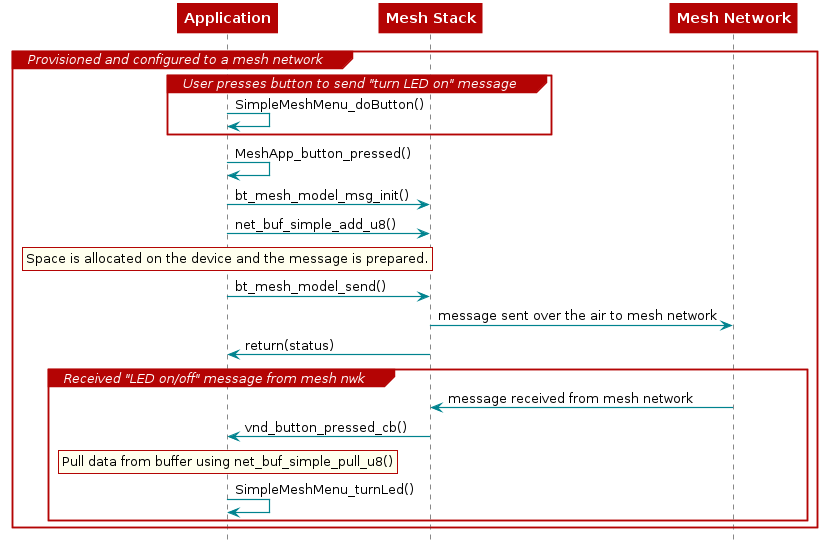 Application
Mesh Stack
Mesh Network
Provisioned and configured to a mesh network
User presses button to send "turn LED on" message
SimpleMeshMenu_doButton()
MeshApp_button_pressed()
bt_mesh_model_msg_init()
net_buf_simple_add_u8()
Space is allocated on the device and the message is prepared.
bt_mesh_model_send()
message sent over the air to mesh network
return(status)
Received "LED on/off" message from mesh nwk
message received from mesh network
vnd_button_pressed_cb()
Pull data from buffer using net_buf_simple_pull_u8()
SimpleMeshMenu_turnLed()